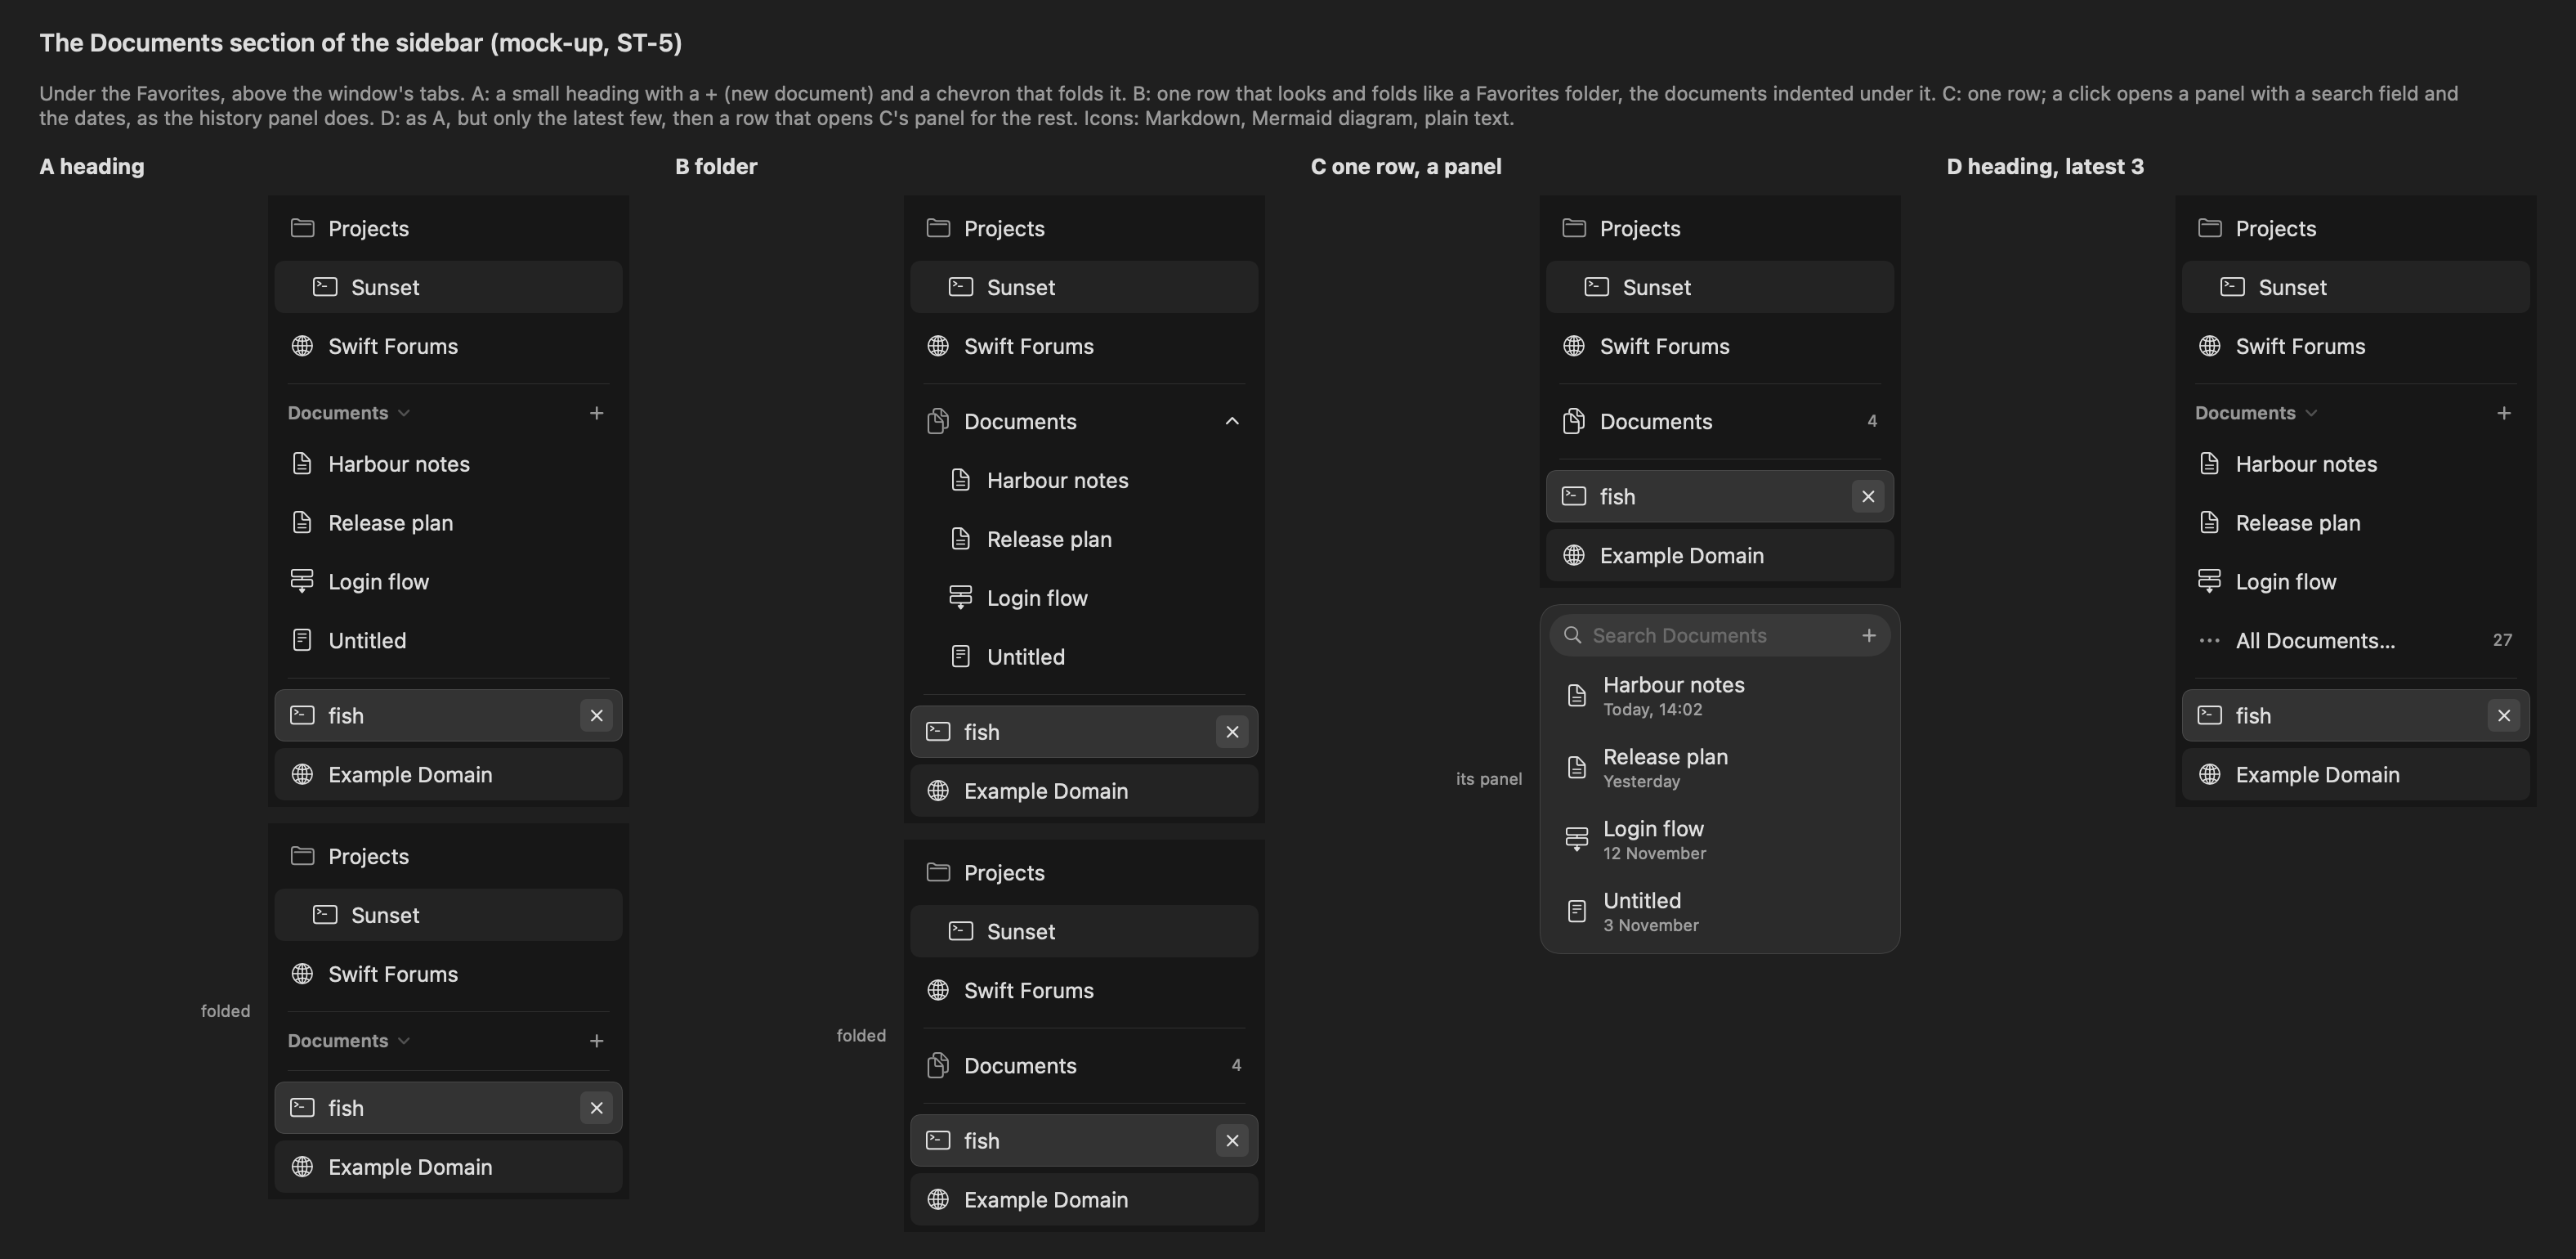 The Documents section of the sidebar (mock-up, ST-5)
Under the Favorites, above the window's tabs. A: a small heading with a + (new document) and a chevron that folds it. B: one row that looks and folds like a Favorites folder, the documents indented under it. C: one row; a click opens a panel with a search field and
the dates, as the history panel does. D: as A, but only the latest few, then a row that opens C's panel for the rest. Icons: Markdown, Mermaid diagram, plain text.
A heading
Projects
Sunset
Swift Forums
Documents
Harbour notes
Release plan
Login flow
Untitled
fish
Example Domain
folded
Projects
Sunset
Swift Forums
Documents
fish
Example Domain
B folder
Projects
Sunset
Swift Forums
Documents
Harbour notes
Release plan
Login flow
Untitled
fish
Example Domain
folded
Projects
Sunset
Swift Forums
Documents 4
fish
Example Domain
C one row, a panel
Projects
Sunset
Swift Forums
Documents 4
fish
Example Domain
its panel
Search Documents
Harbour notes
Today, 14:02
Release plan
Yesterday
Login flow
12 November
Untitled
3 November
D heading, latest 3
Projects
Sunset
Swift Forums
Documents
Harbour notes
Release plan
Login flow
All Documents... 27
fish
Example Domain